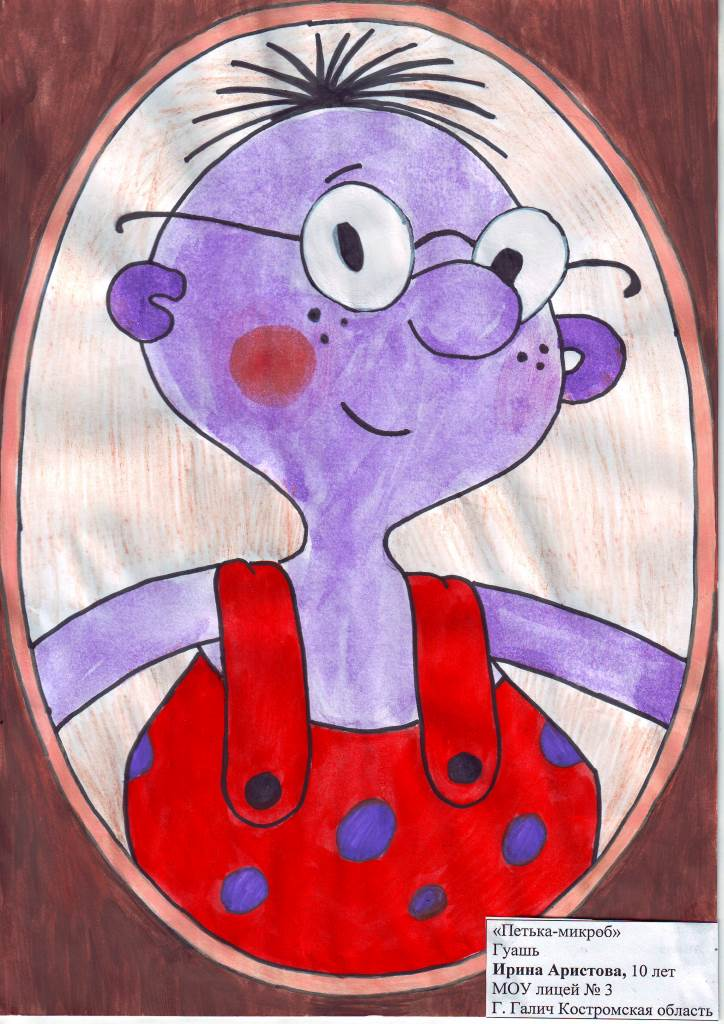 «Петька-микроб»
Гуашь
Ирина Аристова, 10 лет
МОУ лицей № 3
Г. Галич Костромская область